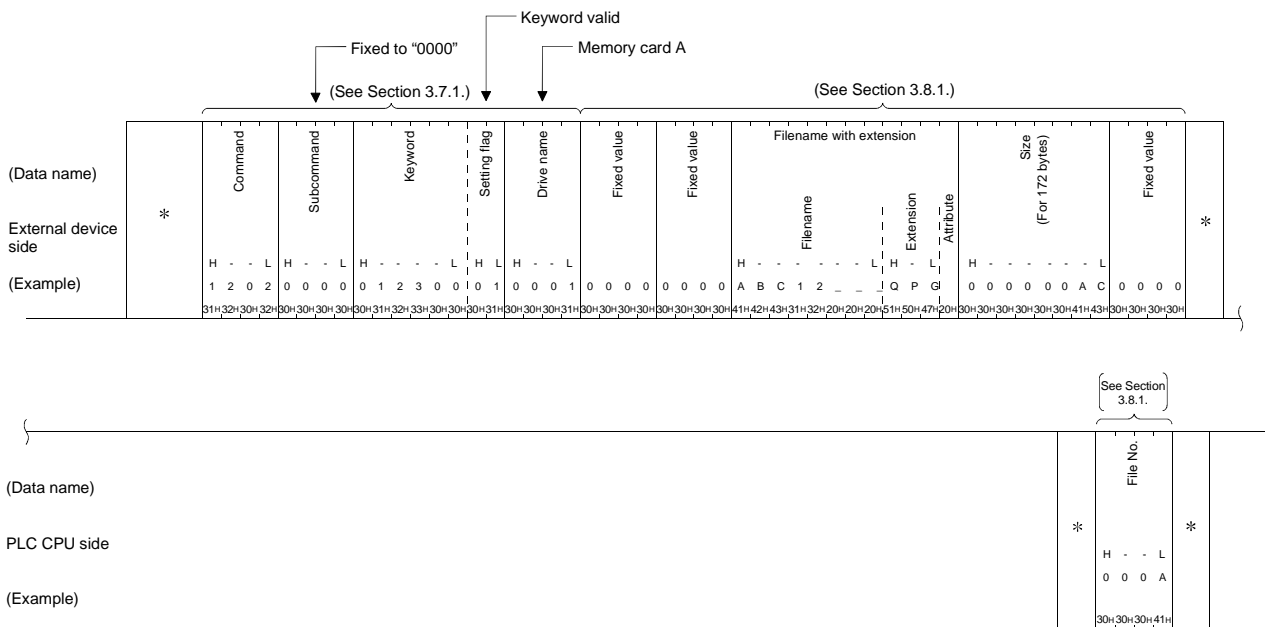 Keyword valid
Fixed to “0000”
Memory card A
(See Section 3.7.1.)
(See Section 3.8.1.)
(Data name)
*
Command
Subcommand
Keyword
Setting flag
Drive name
Fixed value
Fixed value
Filename with extension
Filename
Extension
Attribute
Size
(For 172 bytes)
Fixed value
*
External device side
H - - L H - - L H - - - - L H L H - - L H - - - - - - L H - L H - - - - - - L
(Example)
1 2 0 2 0 0 0 0 0 1 2 3 0 0 0 1 0 0 0 1 0 0 0 0 0 0 0 0 A B C 1 2 _ _ _ Q P G 0 0 0 0 0 0 A C 0 0 0 0
31H 32H 30H 32H 30H 30H 30H 30H 30H 31H 32H 33H 30H 30H 30H 31H 30H 30H 30H 31H 30H 30H 30H 30H 30H 30H 30H 30H 41H 42H 43H 31H 32H 20H 20H 20H 51H 50H 47H 20H 30H 30H 30H 30H 30H 30H 41H 43H 30H 30H 30H 30H
See Section
3.8.1.
(Data name)
File No.
PLC CPU side
*
*
H - - L
0 0 0 A
(Example)
30H 30H 30H 41H